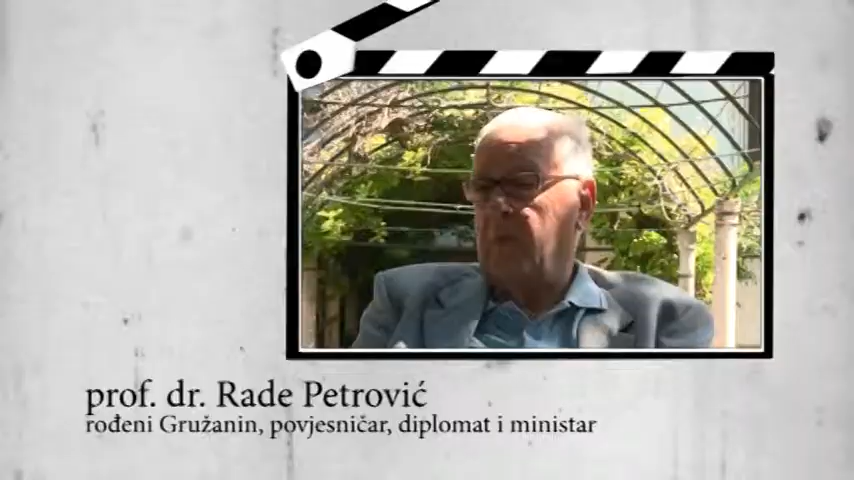 prof. dr. Rade Petrović
rođeni Gružanin, povjesničar, diplomat i ministar